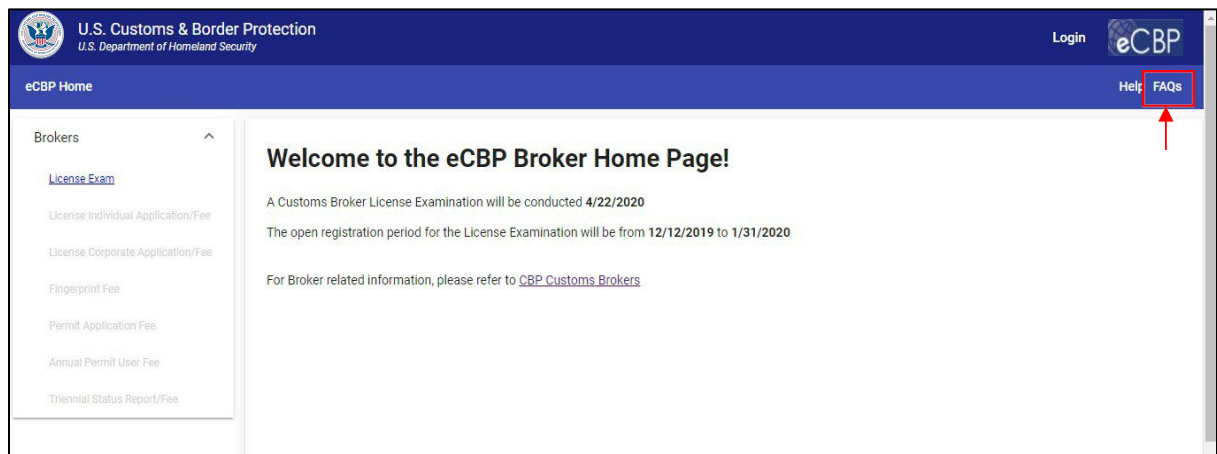 U.S. Customs & Border Protection
U.S. Department of Homeland Security
Login
eCBP
eCBP Home
Help
FAQs
Brokers
License Exam
License Individual Application/Fee
License Corporate Application/Fee
Fingerprint Fee
Permit Application Fee
Annual Permit User Fee
Triennial Status Report/Fee
Welcome to the eCBP Broker Home Page!
A Customs Broker License Examination will be conducted 4/22/2020
The open registration period for the License Examination will be from 12/12/2019 to 1/31/2020
For Broker related information, please refer to CBP Customs Brokers